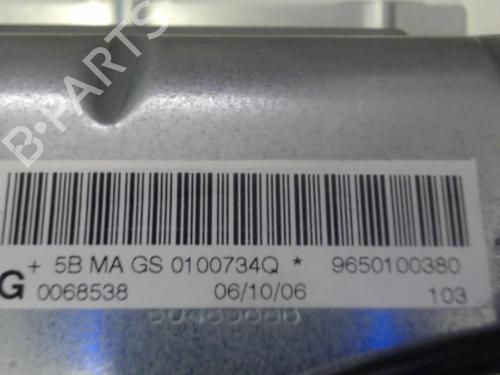 B-PARTS
+ 5B MA GS 0100734Q * 9650100380
G 0068538 06/10/06 103